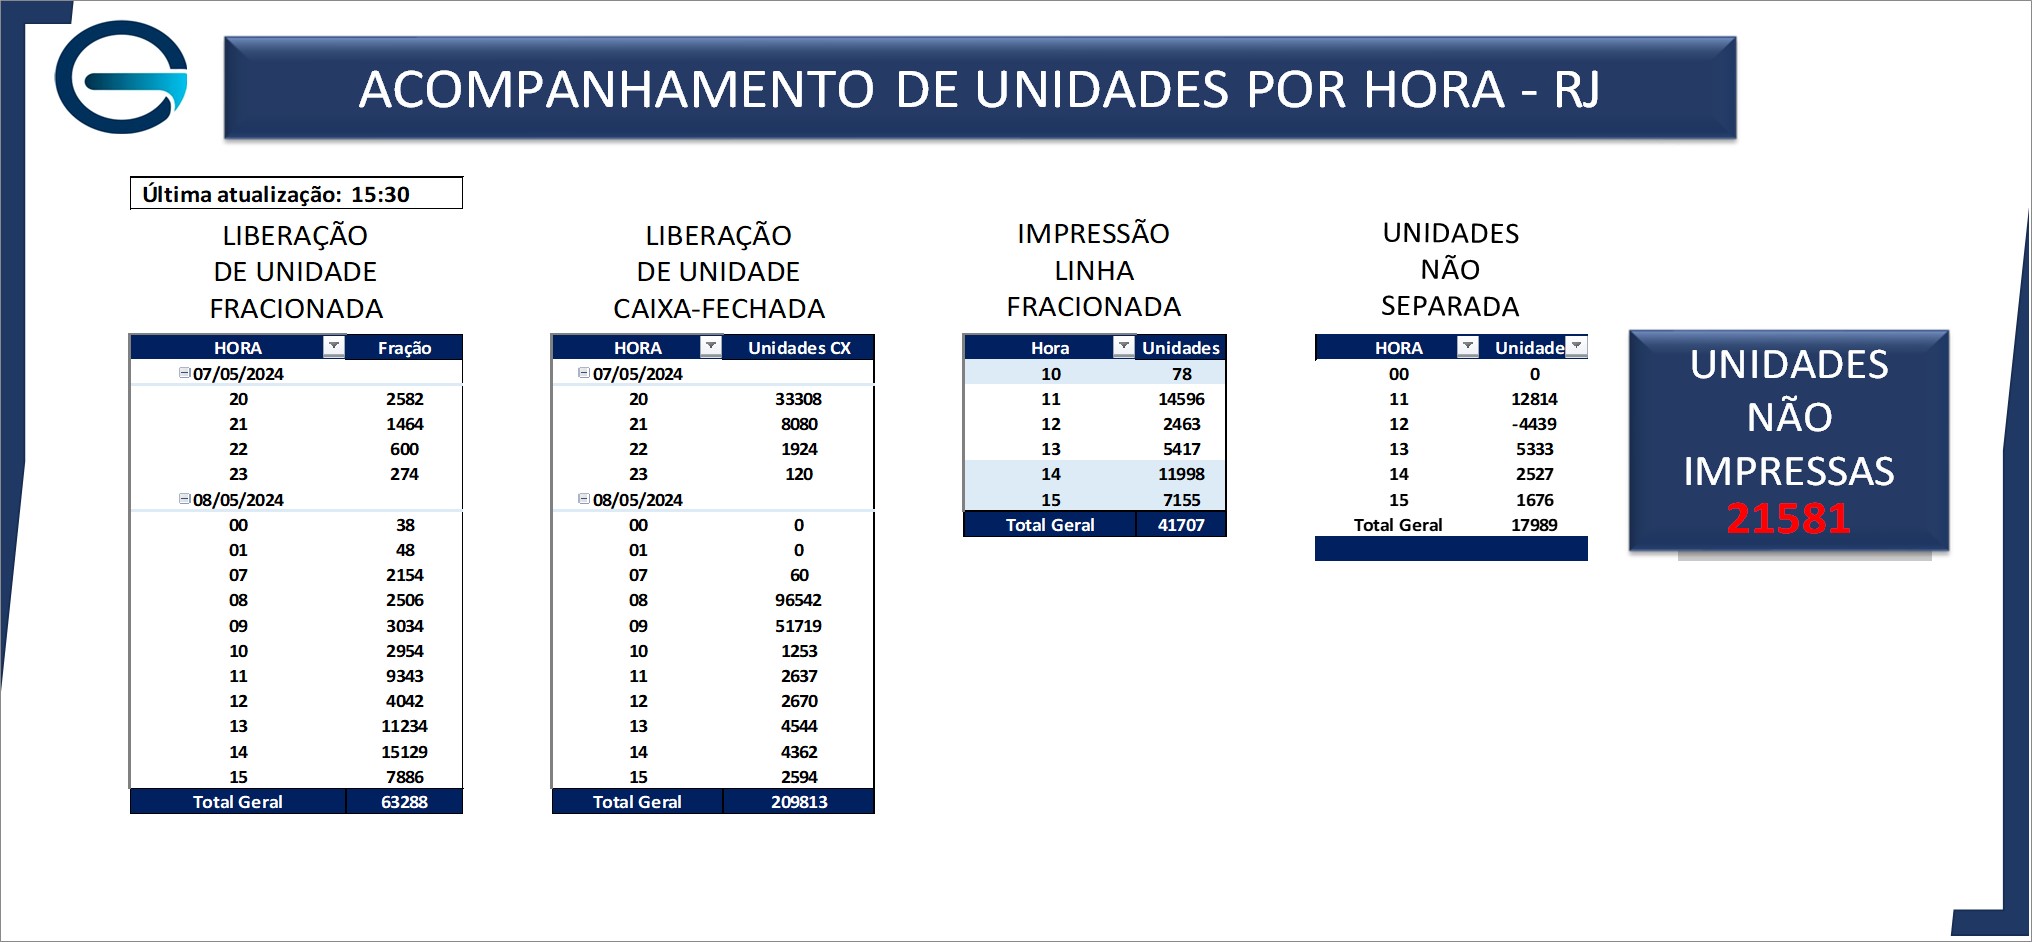 ACOMPANHAMENTO DE UNIDADES POR HORA - RJ
Última atualização: 15:30
LIBERAÇÃO
DE UNIDADE
FRACIONADA
HORA Fração
07/05/2024
20 2582
21 1464
22 600
23 274
08/05/2024
00 38
01 48
07 2154
08 2506
09 3034
10 2954
11 9343
12 4042
13 11234
14 15129
15 7886
Total Geral 63288
LIBERAÇÃO
DE UNIDADE
CAIXA-FECHADA
HORA Unidades CX
07/05/2024
20 33308
21 8080
22 1924
23 120
08/05/2024
00 0
01 0
07 60
08 96542
09 51719
10 1253
11 2637
12 2670
13 4544
14 4362
15 2594
Total Geral 209813
IMPRESSÃO
LINHA
FRACIONADA
Hora Unidades
10 78
11 14596
12 2463
13 5417
14 11998
15 7155
Total Geral 41707
UNIDADES
NÃO
SEPARADA
HORA Unidade
00 0
11 12814
12 -4439
13 5333
14 2527
15 1676
Total Geral 17989
UNIDADES
NÃO
IMPRESSAS
21581